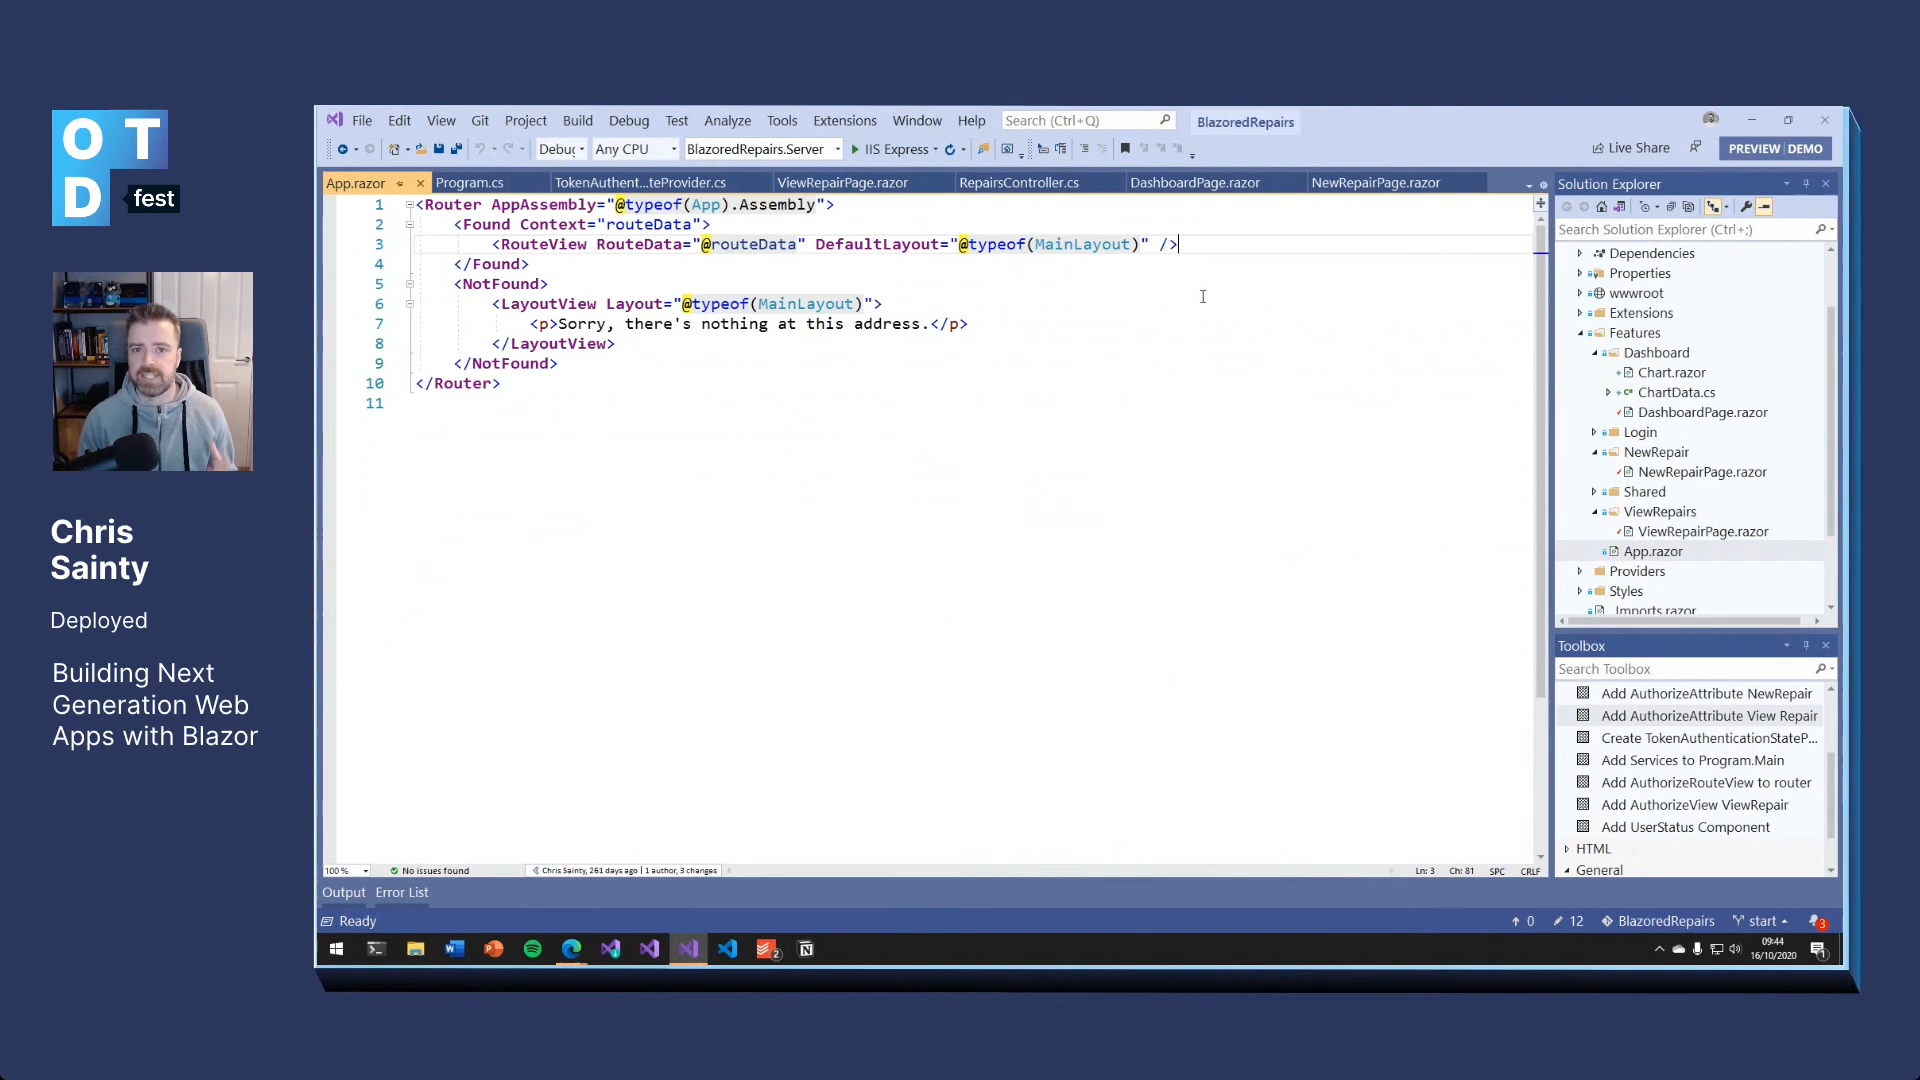 O T
D fest
Chris
Sainty
Deployed
Building Next
Generation Web
Apps with Blazor
File Edit View Git Project Build Debug Test Analyze Tools Extensions Window Help Search (Ctrl+Q) BlazoredRepairs
Debug Any CPU BlazoredRepairs.Server IIS Express Live Share PREVIEW DEMO
App.razor Program.cs TokenAuthent...teProvider.cs ViewRepairPage.razor RepairsController.cs DashboardPage.razor NewRepairPage.razor
1 <Router AppAssembly="@typeof(App).Assembly">
2 <Found Context="routeData">
3 <RouteView RouteData="@routeData" DefaultLayout="@typeof(MainLayout)" />
4 </Found>
5 <NotFound>
6 <LayoutView Layout="@typeof(MainLayout)">
7 <p>Sorry, there's nothing at this address.</p>
8 </LayoutView>
9 </NotFound>
10 </Router>
11
100 % No issues found Chris Sainty, 261 days ago | 1 author, 3 changes Ln: 3 Ch: 81 SPC CRLF
Output Error List
Solution Explorer
Search Solution Explorer (Ctrl+;)
Dependencies
Properties
wwwroot
Extensions
Features
Dashboard
Chart.razor
ChartData.cs
DashboardPage.razor
Login
NewRepair
NewRepairPage.razor
Shared
ViewRepairs
ViewRepairPage.razor
App.razor
Providers
Styles
_Imports.razor
Toolbox
Search Toolbox
Add AuthorizeAttribute NewRepair
Add AuthorizeAttribute View Repair
Create TokenAuthenticationStateP...
Add Services to Program.Main
Add AuthorizeRouteView to router
Add AuthorizeView ViewRepair
Add UserStatus Component
HTML
General
Ready 0 12 BlazoredRepairs start 3
2 09:44
16/10/2020 1